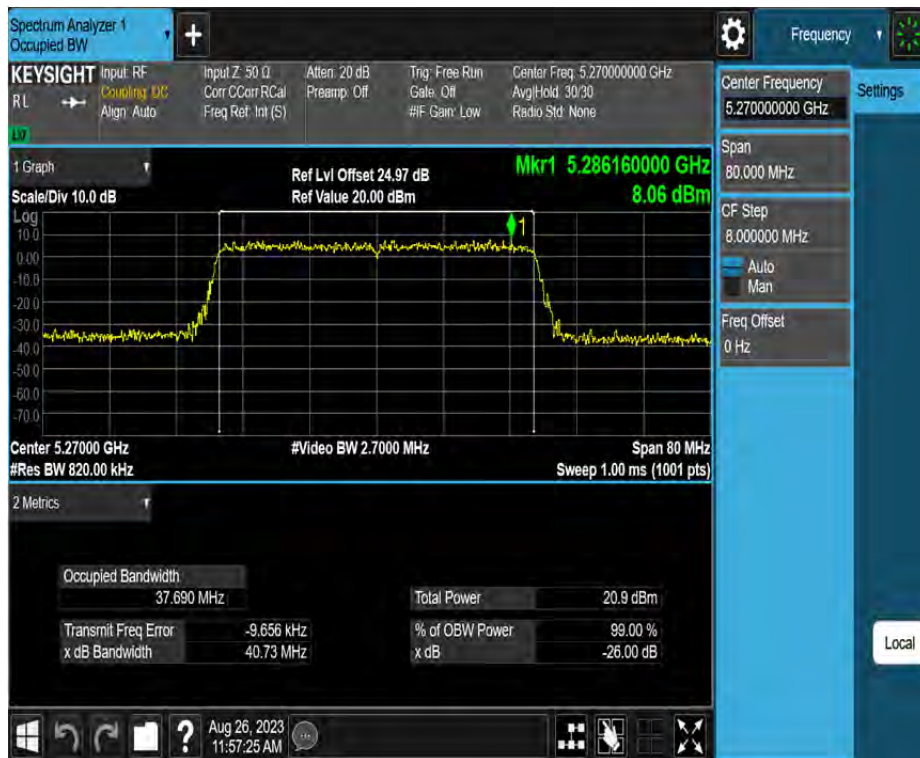 Spectrum Analyzer 1
Occupied BW
+
Frequency
KEYSIGHT
RL
Input: RF
Coupling: DC
Align: Auto
Input Z: 50 Ω
Corr CCorr RCal
Freq Ref: Int (S)
Atten: 20 dB
Preamp: Off
Trig: Free Run
Gate: Off
#IF Gain: Low
Center Freq: 5.270000000 GHz
Avg|Hold: 30/30
Radio Std: None
Center Frequency
5.270000000 GHz
Settings
Span
80.000 MHz
CF Step
8.000000 MHz
Auto
Man
Freq Offset
0 Hz
1 Graph
Scale/Div 10.0 dB
Ref Lvl Offset 24.97 dB
Ref Value 20.00 dBm
Mkr1 5.286160000 GHz
8.06 dBm
Log
10.0
0.00
-10.0
-20.0
-30.0
-40.0
-50.0
-60.0
-70.0
1
Center 5.27000 GHz
#Video BW 2.7000 MHz
Span 80 MHz
#Res BW 820.00 kHz
Sweep 1.00 ms (1001 pts)
2 Metrics
Occupied Bandwidth
37.690 MHz
Total Power 20.9 dBm
Transmit Freq Error -9.656 kHz
% of OBW Power 99.00 %
x dB Bandwidth 40.73 MHz
x dB -26.00 dB
Local
?
Aug 26, 2023
11:57:25 AM